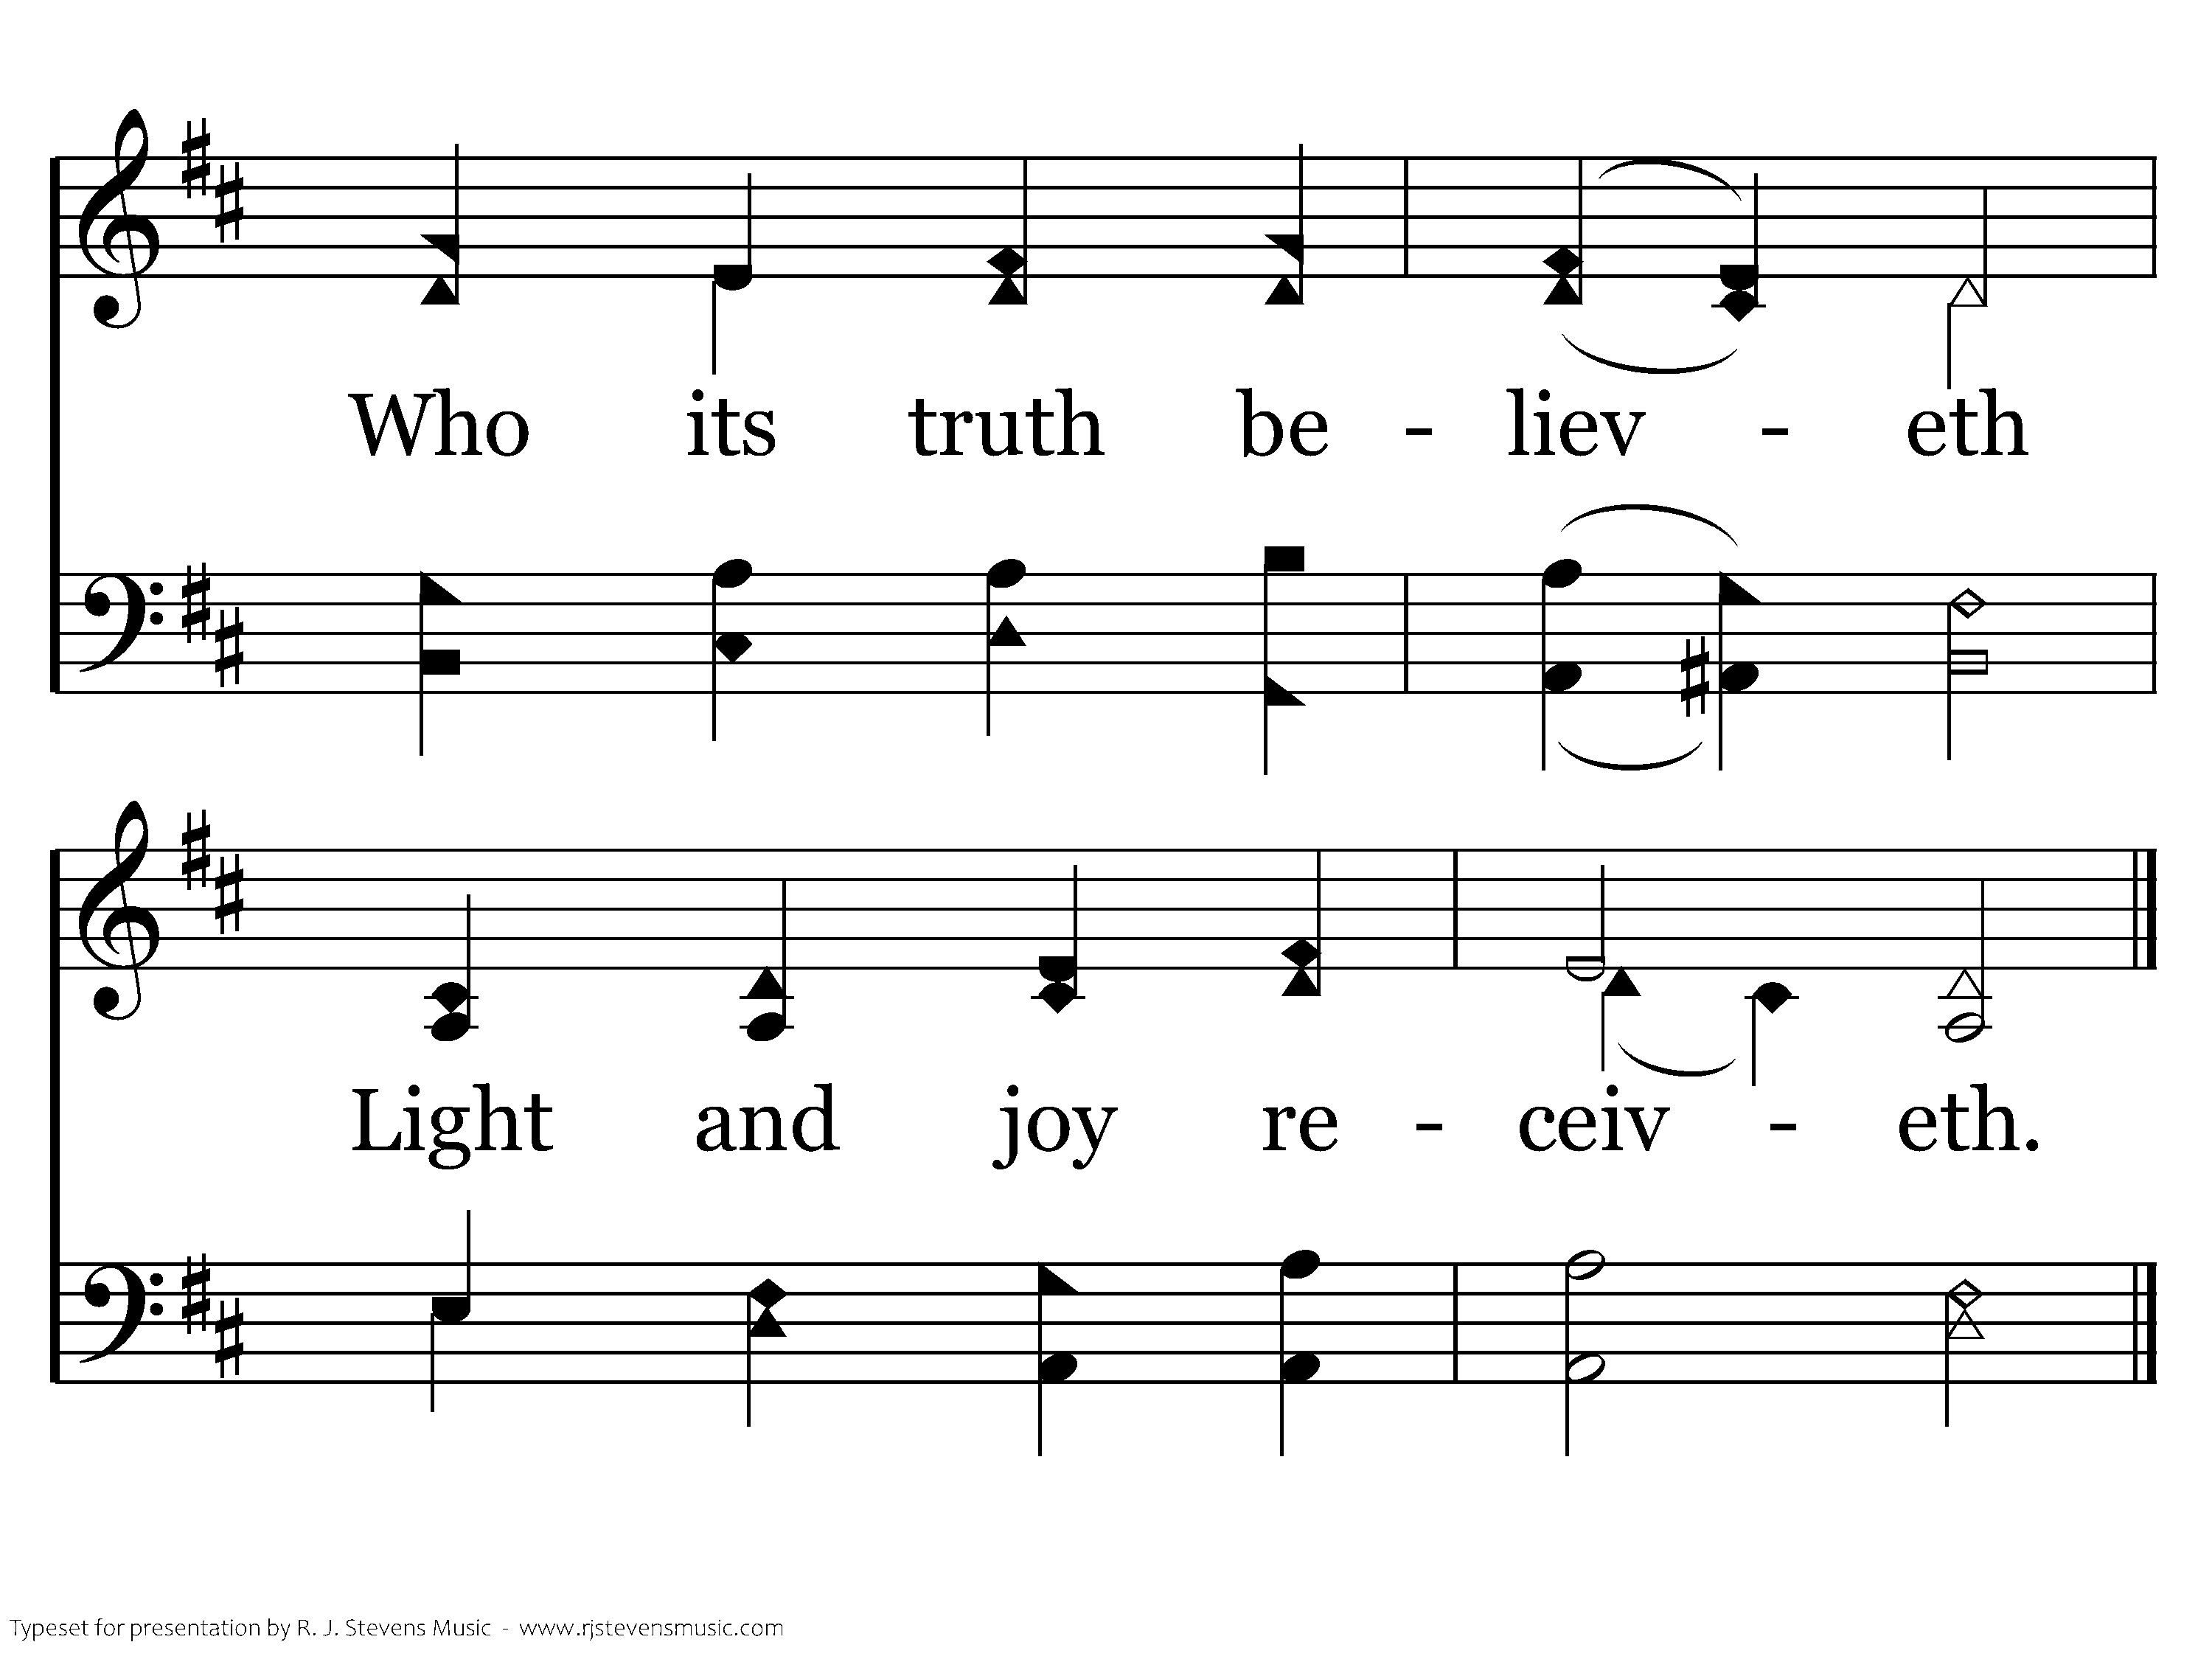 Who its truth be - liev - eth
Light and joy re - ceiv - eth.
Typeset for presentation by R. J. Stevens Music - www.rjstevensmusic.com